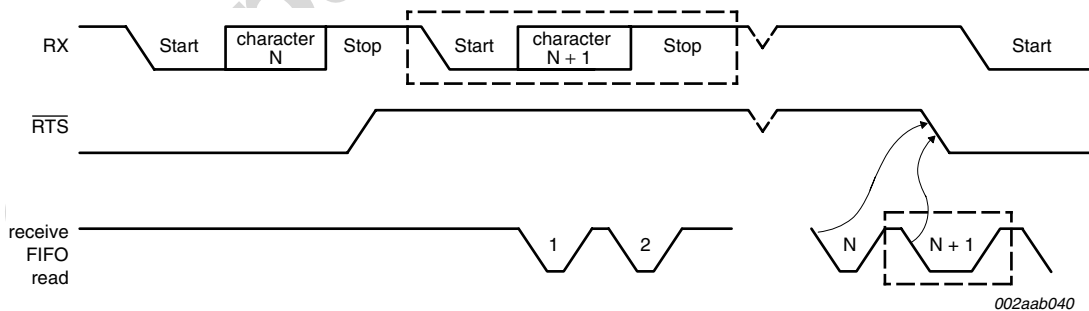 RX
Start
character
N
Stop
Start
character
N + 1
Stop
Start
RTS
receive
FIFO
read
1
2
N
N + 1
002aab040